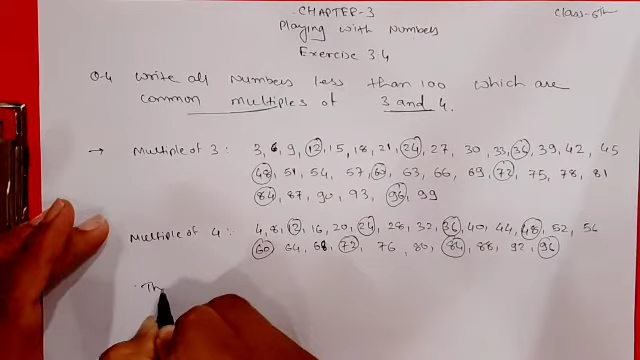 CHAPTER-3
Class-6th
Playing with Numbers
Exercise 3.4
Q.4 Write all Numbers less than 100 which are
common multiples of 3 and 4.
→ Multiple of 3 : 3, 6, 9, 12, 15, 18, 21, 24, 27, 30, 33, 36, 39, 42, 45
48, 51, 54, 57, 60, 63, 66, 69, 72, 75, 78, 81
84, 87, 90, 93, 96, 99
Multiple of 4 : 4, 8, 12, 16, 20, 24, 28, 32, 36, 40, 44, 48, 52, 56
60, 64, 68, 72, 76, 80, 84, 88, 92, 96
Th